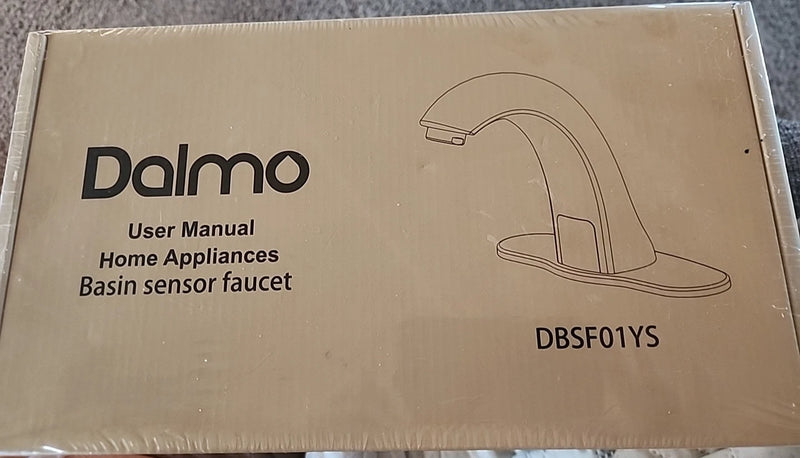 Dalmo
User Manual
Home Appliances
Basin sensor faucet
DBSF01YS